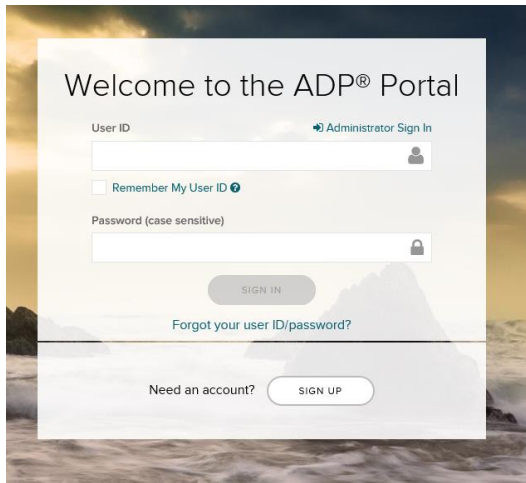 Welcome to the ADP® Portal
User ID
Administrator Sign In
Remember My User ID
Password (case sensitive)
SIGN IN
Forgot your user ID/password?
Need an account?
SIGN UP